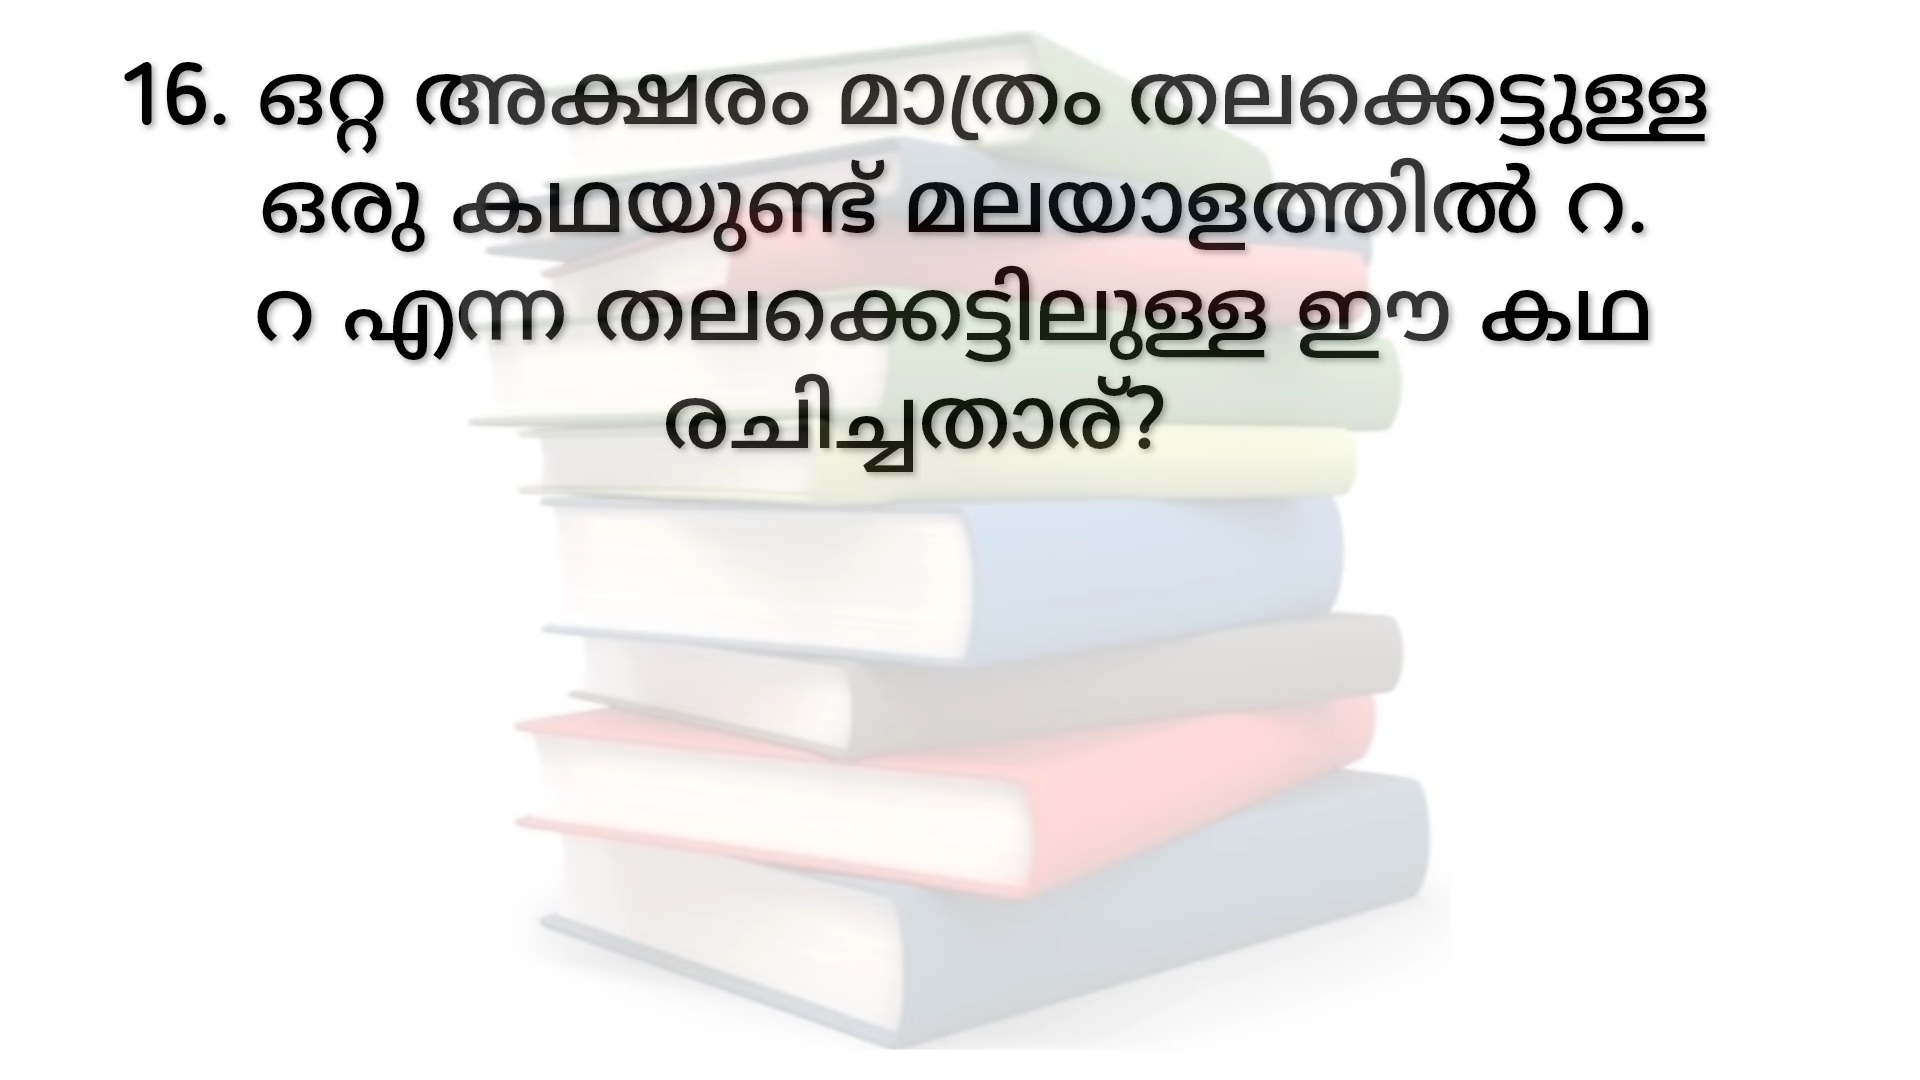 16. ഒറ്റ അക്ഷരം മാത്രം തലക്കെട്ടുള്ള
ഒരു കഥയുണ്ട് മലയാളത്തിൽ റ.
റ എന്ന തലക്കെട്ടിലുള്ള ഈ കഥ
രചിച്ചതാര്?